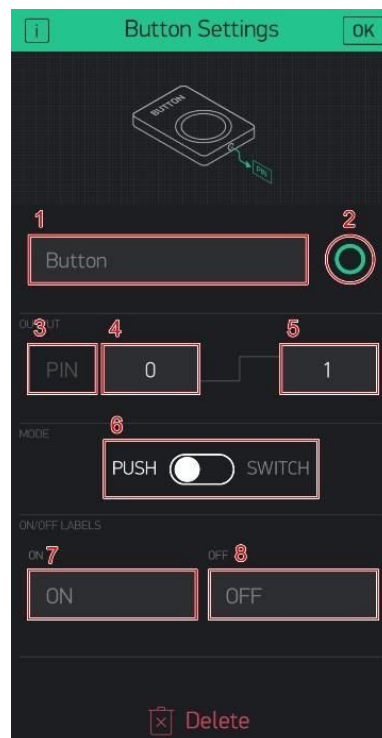 i Button Settings OK
BUTTON
PIN
1 2
Button
OUTPUT
3 4 5
PIN 0 1
6
MODE
PUSH SWITCH
ON/OFF LABELS
ON 7 OFF 8
ON OFF
Delete